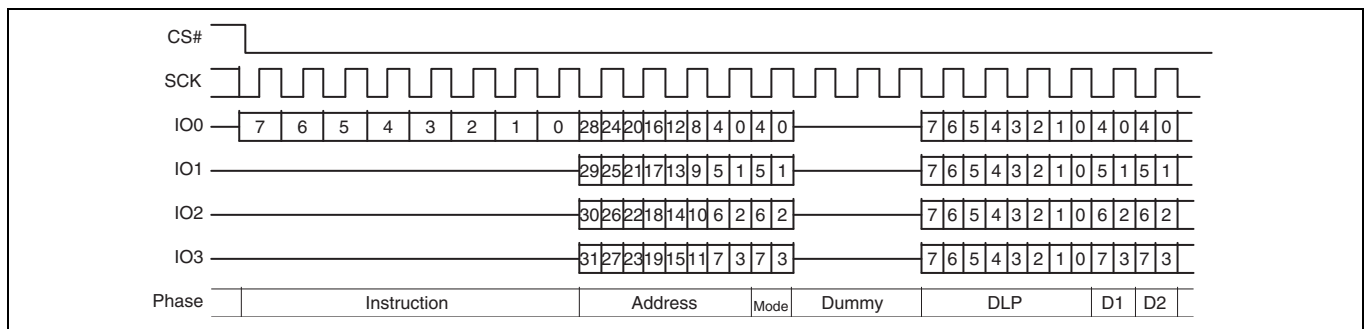 CS#
SCK
IO0 7 6 5 4 3 2 1 0 28 24 20 16 12 8 4 0 4 0 7 6 5 4 3 2 1 0 4 0 4 0
IO1 29 25 21 17 13 9 5 1 5 1 7 6 5 4 3 2 1 0 5 1 5 1
IO2 30 26 22 18 14 10 6 2 6 2 7 6 5 4 3 2 1 0 6 2 6 2
IO3 31 27 23 19 15 11 7 3 7 3 7 6 5 4 3 2 1 0 7 3 7 3
Phase Instruction Address Mode Dummy DLP D1 D2